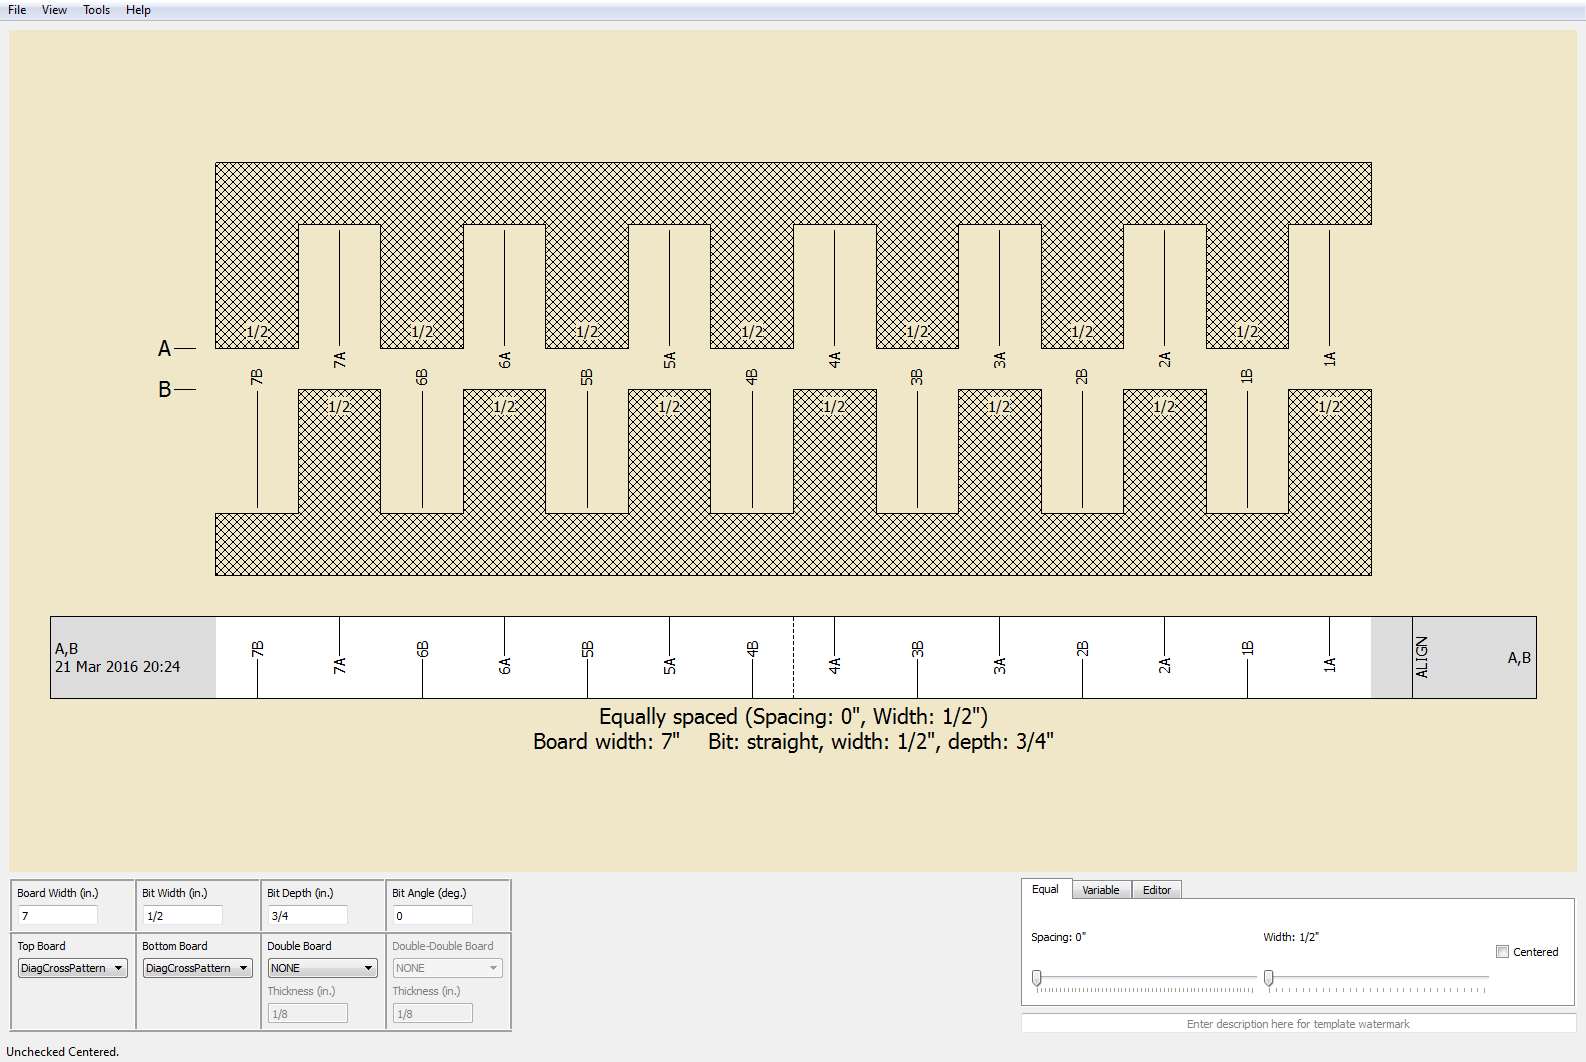 File View Tools Help
1/2 1/2 1/2 1/2 1/2 1/2 1/2
A
7A 6A 5A 4A 3A 2A 1A
7B 6B 5B 4B 3B 2B 1B
B
1/2 1/2 1/2 1/2 1/2 1/2 1/2
A,B
21 Mar 2016 20:24
7B 7A 6B 6A 5B 5A 4B 4A 3B 3A 2B 2A 1B 1A
ALIGN
A,B
Equally spaced (Spacing: 0", Width: 1/2")
Board width: 7" Bit: straight, width: 1/2", depth: 3/4"
Board Width (in.) Bit Width (in.) Bit Depth (in.) Bit Angle (deg.)
7 1/2 3/4 0
Top Board Bottom Board Double Board Double-Double Board
DiagCrossPattern DiagCrossPattern NONE NONE
Thickness (in.) Thickness (in.)
1/8 1/8
Equal Variable Editor
Spacing: 0" Width: 1/2"
Centered
Enter description here for template watermark
Unchecked Centered.